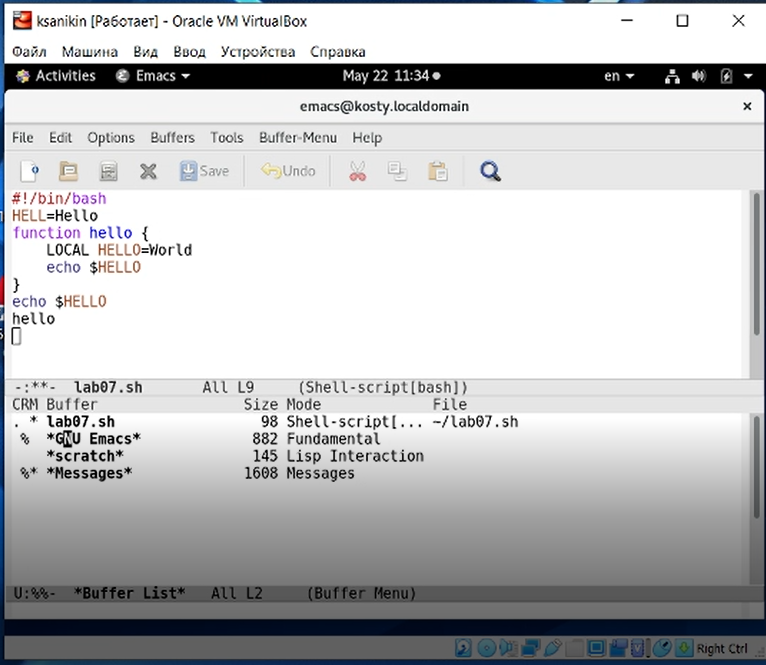 ksanikin [Работает] - Oracle VM VirtualBox
Файл Машина Вид Ввод Устройства Справка
Activities Emacs May 22 11:34 en
emacs@kosty.localdomain
File Edit Options Buffers Tools Buffer-Menu Help
Save Undo
#!/bin/bash
HELL=Hello
function hello {
    LOCAL HELLO=World
    echo $HELLO
}
echo $HELLO
hello
-:**-  lab07.sh       All L9     (Shell-script[bash])
CRM Buffer                Size Mode             File
. * lab07.sh                98 Shell-script[... ~/lab07.sh
 %  *GNU Emacs*            882 Fundamental
    *scratch*              145 Lisp Interaction
 %* *Messages*            1608 Messages
U:%%-  *Buffer List*   All L2     (Buffer Menu)
Right Ctrl